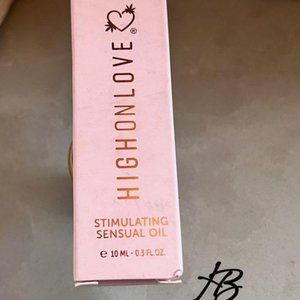 HIGHONLOVE®
STIMULATING
SENSUAL OIL
℮ 10 ML - 0.3 FL.OZ.